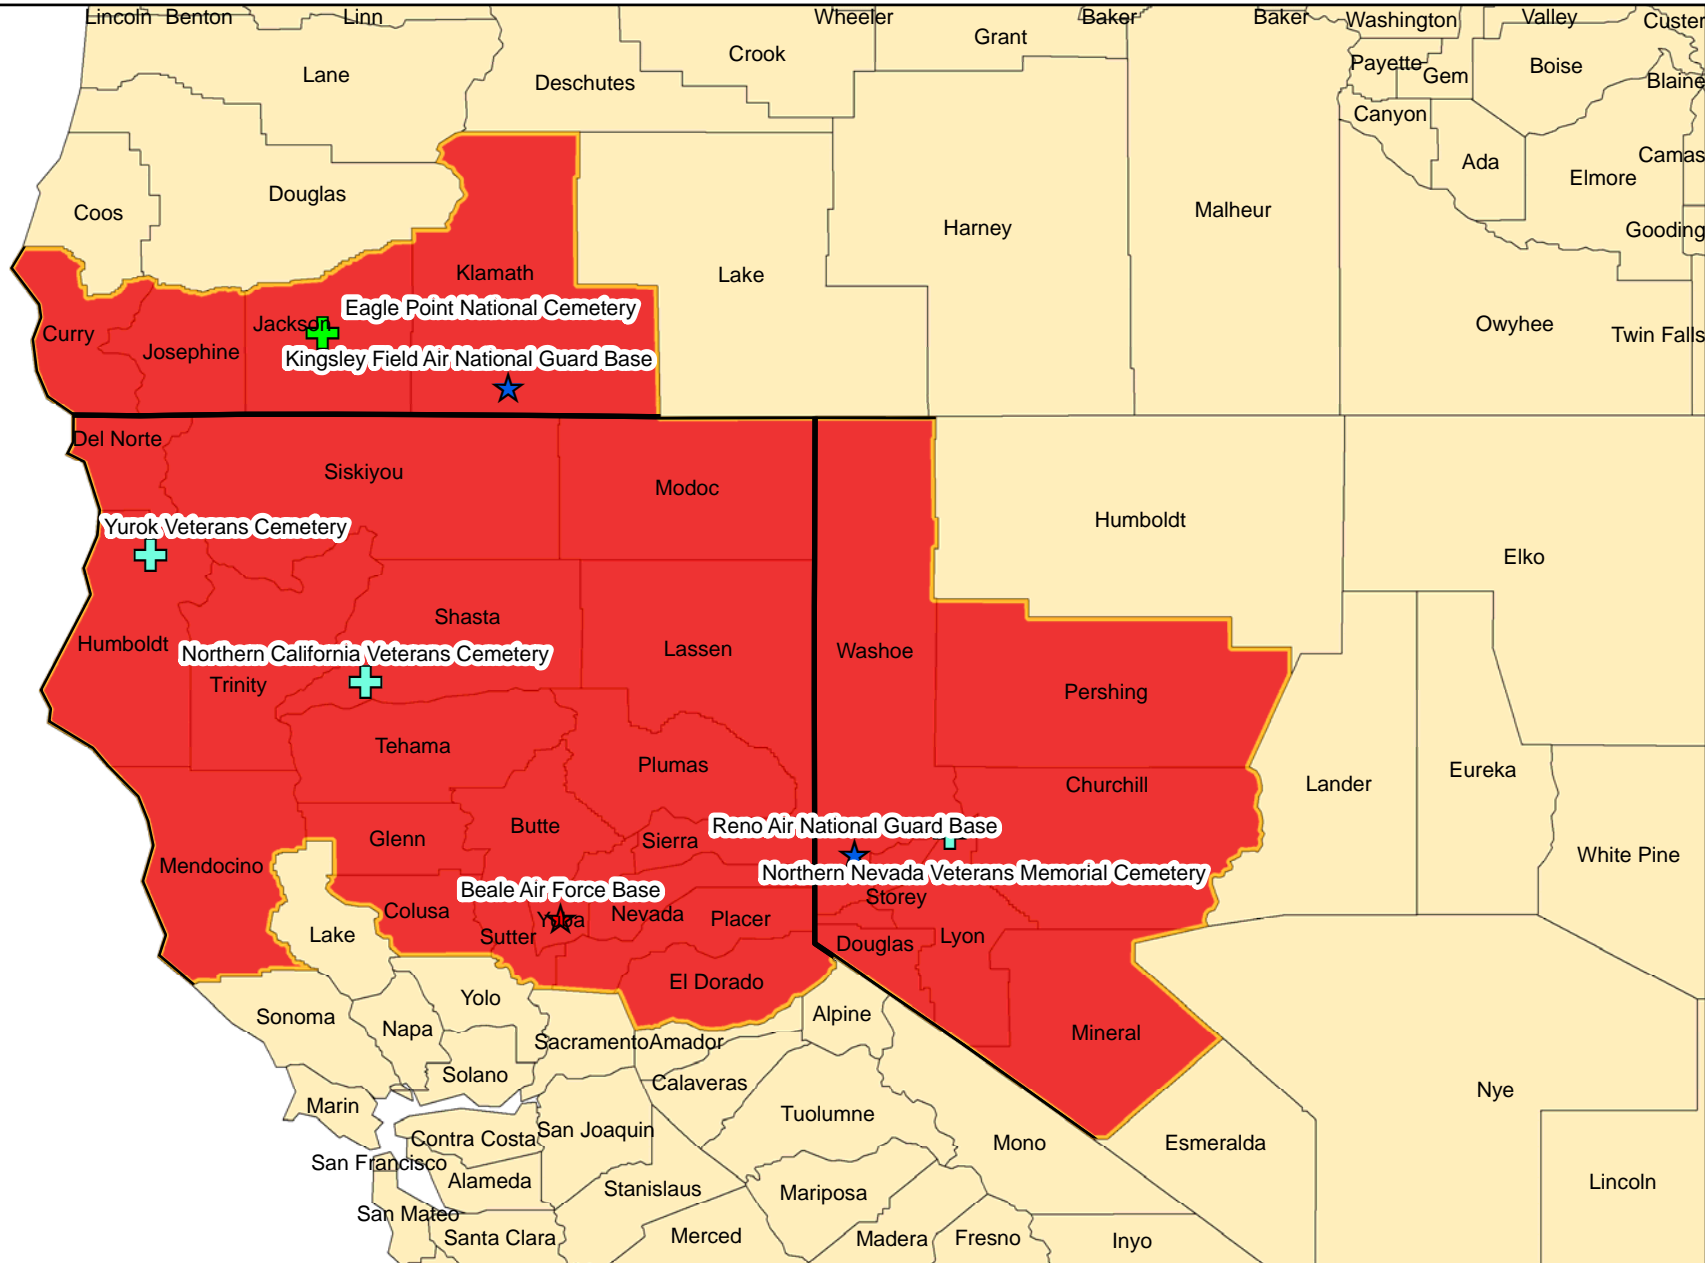 Lincoln
Benton
Linn
Wheeler
Baker
Baker
Washington
Valley
Custer
Lane
Deschutes
Crook
Grant
Payette
Gem
Boise
Blaine
Canyon
Ada
Camas
Elmore
Coos
Douglas
Harney
Malheur
Gooding
Klamath
Lake
Eagle Point National Cemetery
Curry
Josephine
Jackson
Kingsley Field Air National Guard Base
Owyhee
Twin Falls
Del Norte
Siskiyou
Modoc
Humboldt
Yurok Veterans Cemetery
Elko
Shasta
Humboldt
Northern California Veterans Cemetery
Lassen
Washoe
Trinity
Pershing
Tehama
Plumas
Churchill
Lander
Eureka
Glenn
Butte
Sierra
Reno Air National Guard Base
White Pine
Mendocino
Northern Nevada Veterans Memorial Cemetery
Beale Air Force Base
Storey
Colusa
Yuba
Nevada
Placer
Lake
Sutter
Douglas
Lyon
El Dorado
Yolo
Sonoma
Napa
Alpine
Mineral
Sacramento
Amador
Solano
Calaveras
Nye
Marin
Tuolumne
Contra Costa
San Joaquin
Mono
Esmeralda
San Francisco
Alameda
Stanislaus
Mariposa
Lincoln
San Mateo
Santa Clara
Merced
Madera
Fresno
Inyo